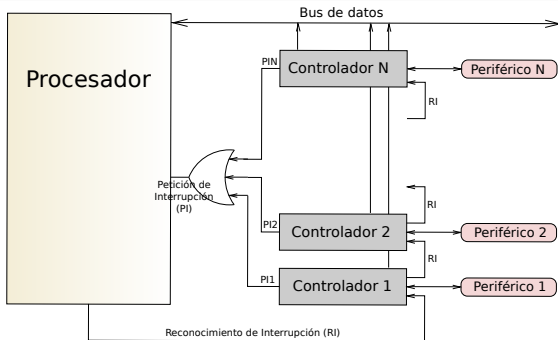 Bus de datos
Procesador
PIN
Controlador N
Periférico N
RI
Petición de
Interrupción
(PI)
RI
PI2
Controlador 2
Periférico 2
RI
PI1
Controlador 1
Periférico 1
Reconocimiento de Interrupción (RI)